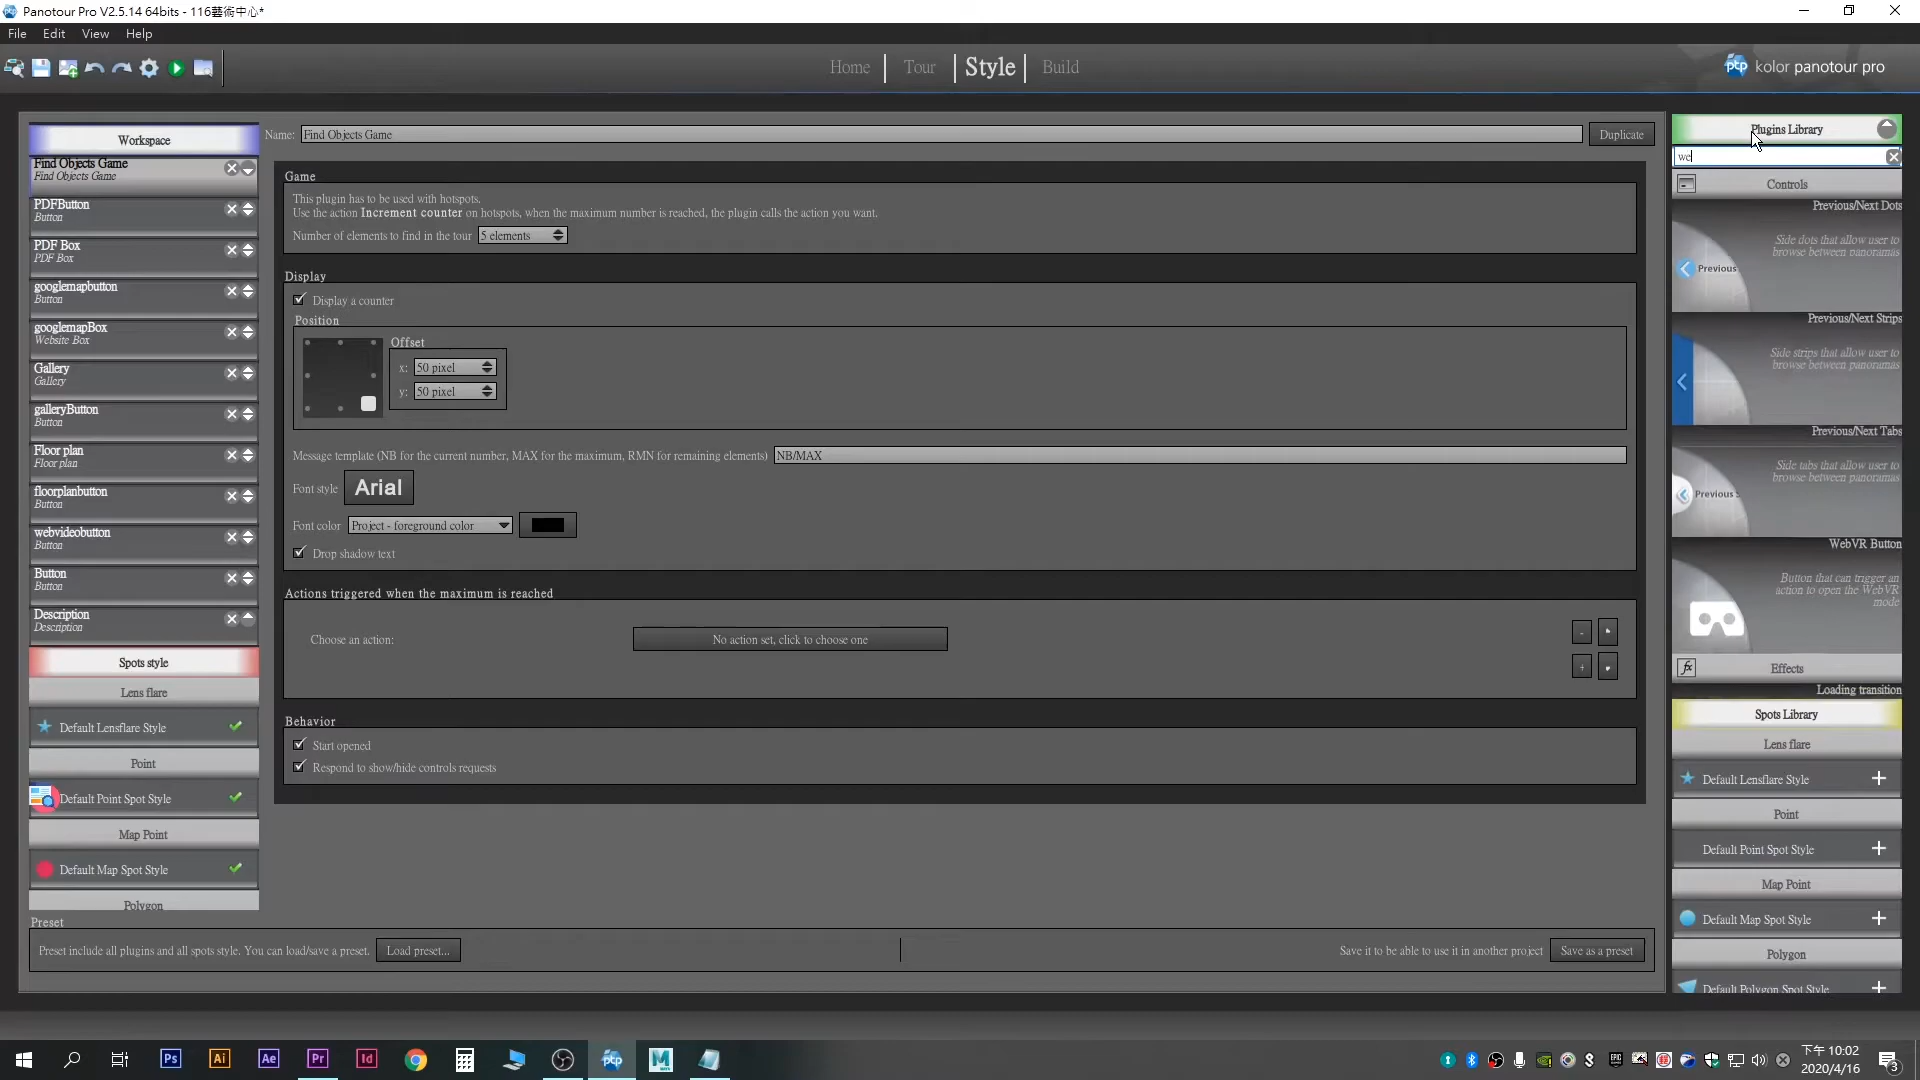 Panotour Pro V2.5.14 64bits - 116藝術中心*
File Edit View Help
Home Tour Style Build
ptp kolor panotour pro
Workspace
Find Objects Game
Find Objects Game
PDFButton
Button
PDF Box
PDF Box
googlemapbutton
Button
googlemapBox
Website Box
Gallery
Gallery
galleryButton
Button
Floor plan
Floor plan
floorplanbutton
Button
webvideobutton
Button
Button
Button
Description
Description
Spots style
Lens flare
Default Lensflare Style
Point
Default Point Spot Style
Map Point
Default Map Spot Style
Polygon
Name: Find Objects Game Duplicate
Game
This plugin has to be used with hotspots.
Use the action Increment counter on hotspots, when the maximum number is reached, the plugin calls the action you want.
Number of elements to find in the tour 5 elements
Display
Display a counter
Position
Offset
x: 50 pixel
y: 50 pixel
Message template (NB for the current number, MAX for the maximum, RMN for remaining elements) NB/MAX
Font style Arial
Font color Project - foreground color
Drop shadow text
Actions triggered when the maximum is reached
Choose an action: No action set, click to choose one
Behavior
Start opened
Respond to show/hide controls requests
Preset
Preset include all plugins and all spots style. You can load/save a preset. Load preset...
Save it to be able to use it in another project Save as a preset
Plugins Library
we
Controls
Previous/Next Dots
Side dots that allow user to
browse between panoramas
Previous
Previous/Next Strips
Side strips that allow user to
browse between panoramas
Previous/Next Tabs
Side tabs that allow user to
browse between panoramas
Previous
WebVR Button
Button that can trigger an
action to open the WebVR
mode
fx Effects
Loading transition
Spots Library
Lens flare
Default Lensflare Style
Point
Default Point Spot Style
Map Point
Default Map Spot Style
Polygon
Default Polygon Spot Style
Ps Ai Ae Pr Id ptp M
下午 10:02
2020/4/16
3